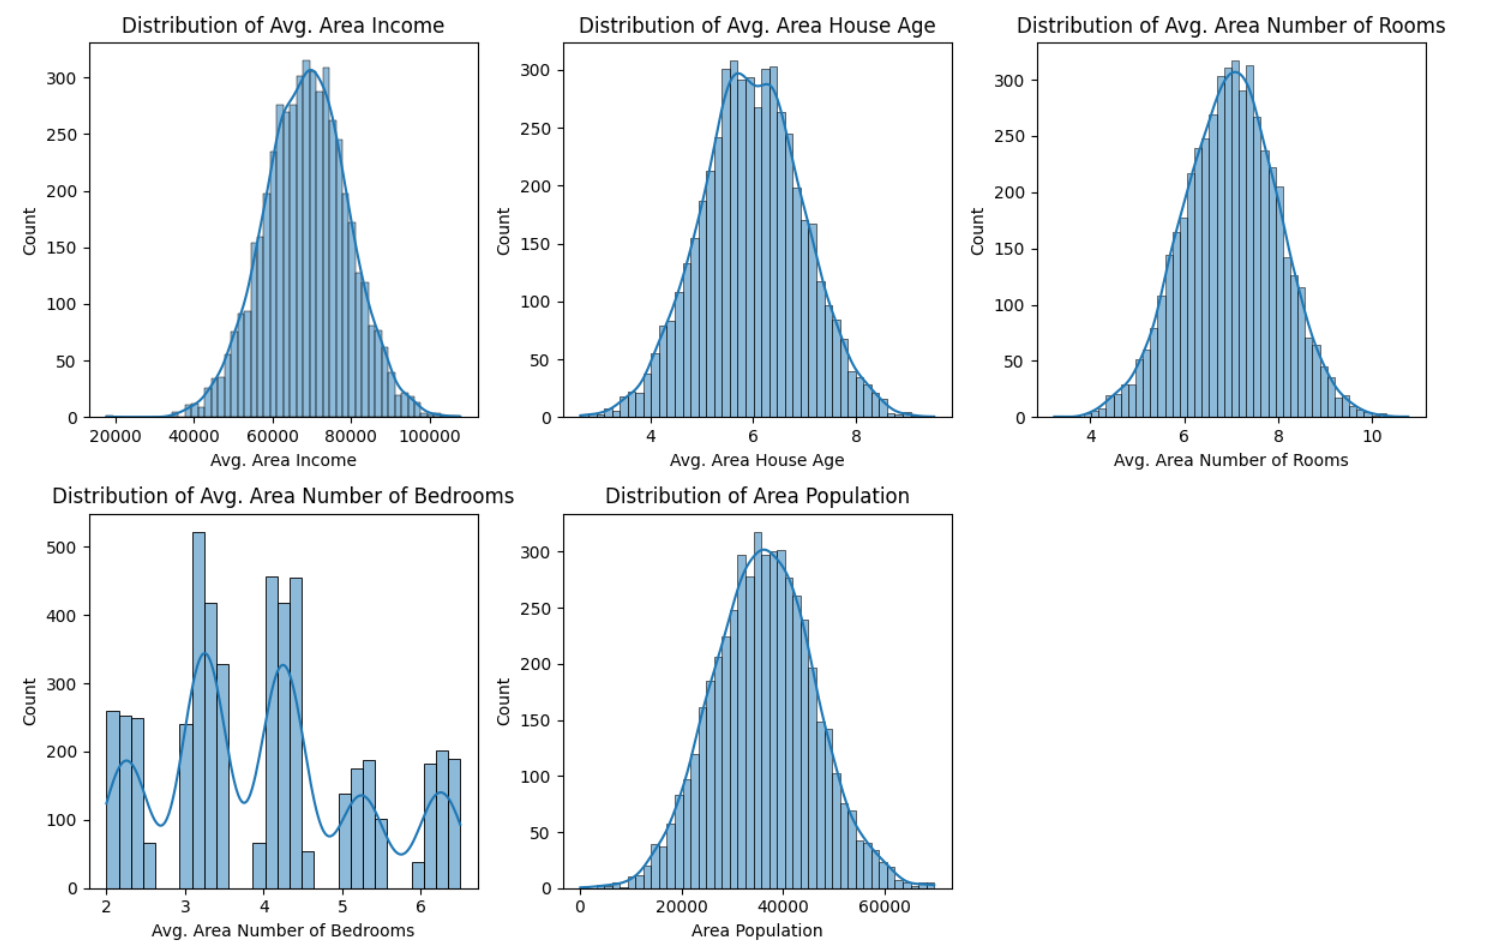 Distribution of Avg. Area Income
300
250
200
150
100
50
0
Count
20000 40000 60000 80000 100000
Avg. Area Income
Distribution of Avg. Area House Age
300
250
200
150
100
50
0
Count
4 6 8
Avg. Area House Age
Distribution of Avg. Area Number of Rooms
300
250
200
150
100
50
0
Count
4 6 8 10
Avg. Area Number of Rooms
Distribution of Avg. Area Number of Bedrooms
500
400
300
200
100
0
Count
2 3 4 5 6
Avg. Area Number of Bedrooms
Distribution of Area Population
300
250
200
150
100
50
0
Count
0 20000 40000 60000
Area Population